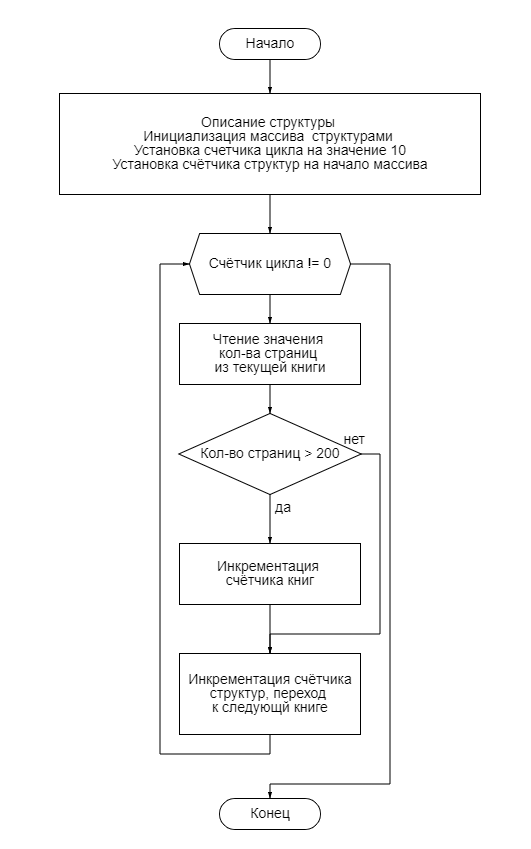 Начало
Описание структуры
Инициализация массива структурами
Установка счетчика цикла на значение 10
Установка счётчика структур на начало массива
Счётчик цикла != 0
Чтение значения
кол-ва страниц
из текущей книги
нет
Кол-во страниц > 200
да
Инкрементация
счётчика книг
Инкрементация счётчика
структур, переход
к следующй книге
Конец